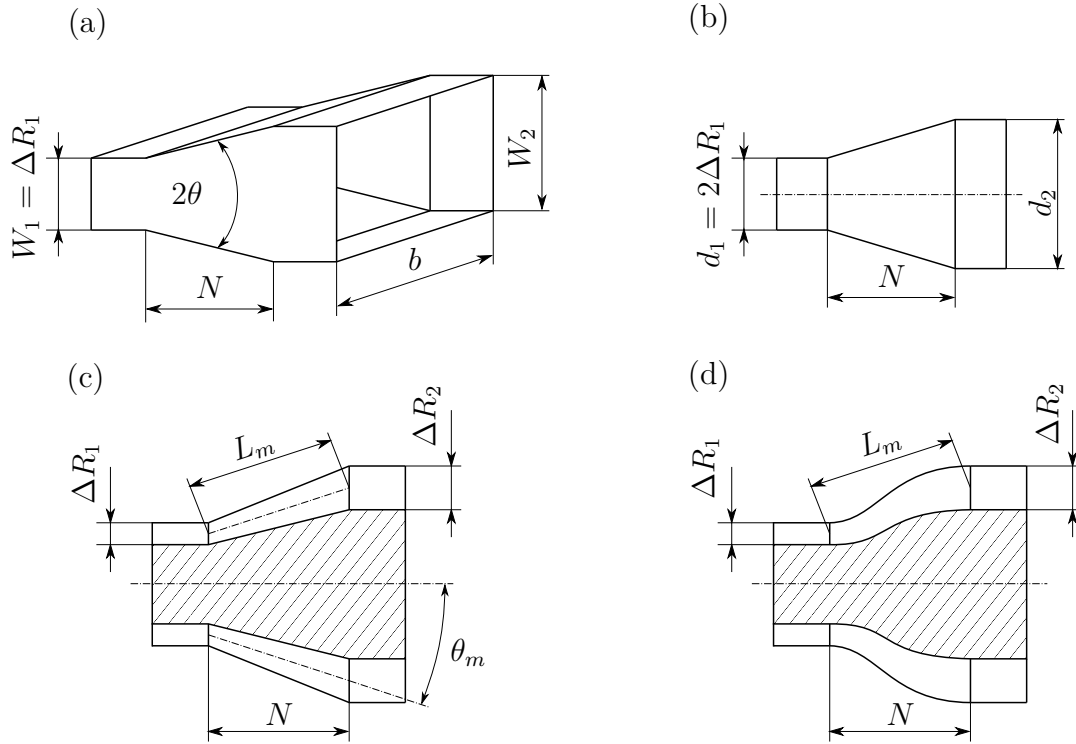 (a)
W₁ = ΔR₁
2θ
N
b
W₂
(b)
d₁ = 2ΔR₁
N
d₂
(c)
ΔR₁
Lₘ
ΔR₂
θₘ
N
(d)
ΔR₁
Lₘ
ΔR₂
N